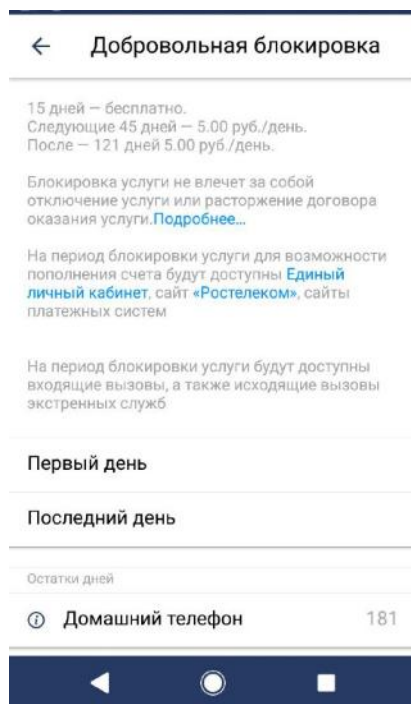 Добровольная блокировка
15 дней — бесплатно.
Следующие 45 дней — 5.00 руб./день.
После — 121 дней 5.00 руб./день.
Блокировка услуги не влечет за собой
отключение услуги или расторжение договора
оказания услуги.Подробнее...
На период блокировки услуги для возможности
пополнения счета будут доступны Единый
личный кабинет, сайт «Ростелеком», сайты
платежных систем
На период блокировки услуги будут доступны
входящие вызовы, а также исходящие вызовы
экстренных служб
Первый день
Последний день
Остатки дней
Домашний телефон 181